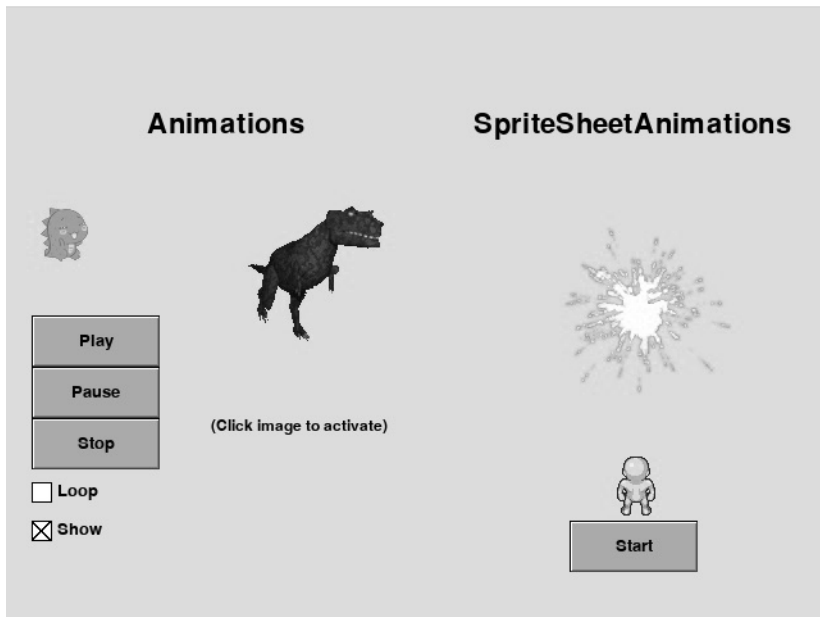 Animations
SpriteSheetAnimations
Play
Pause
Stop
(Click image to activate)
Loop
Show
Start